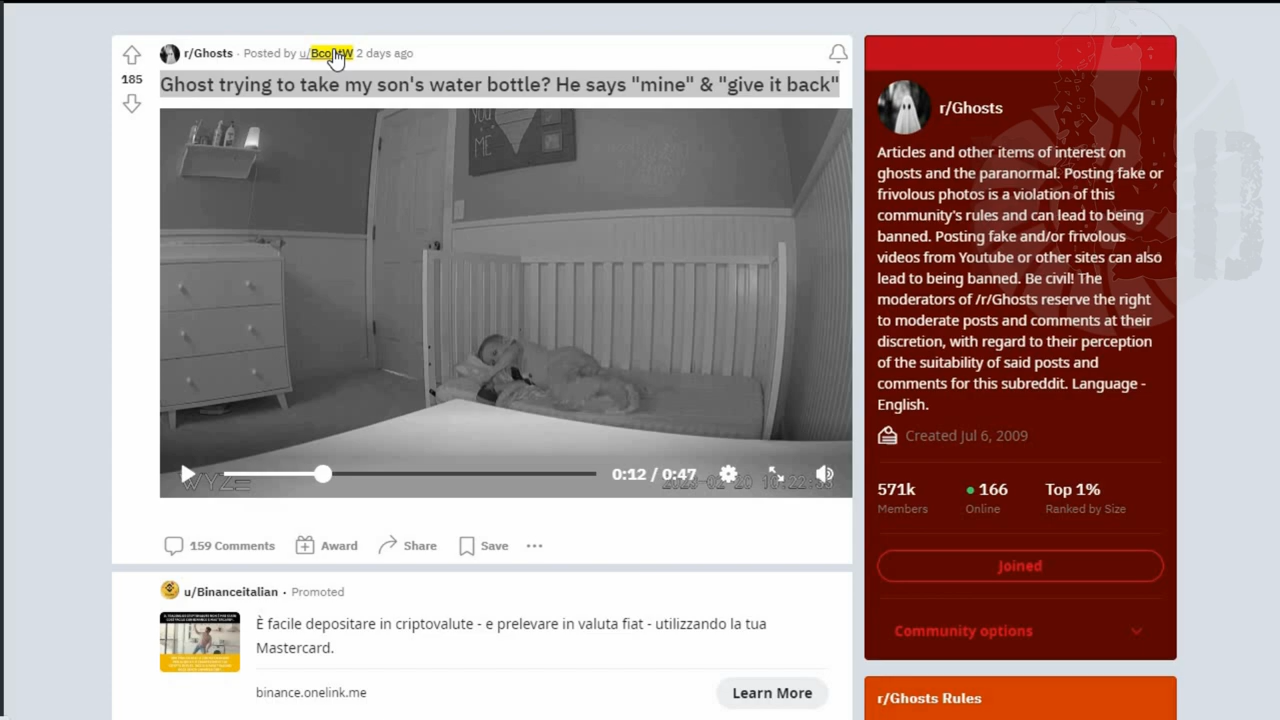 r/Ghosts · Posted by u/ 2 days ago
185
Ghost trying to take my son's water bottle? He says "mine" & "give it back"
YOU
ME
0:12 / 0:47
WYZE
159 Comments
Award
Share
Save
u/Binanceitalian · Promoted
È facile depositare in criptovalute - e prelevare in valuta fiat - utilizzando la tua
Mastercard.
binance.onelink.me
Learn More
r/Ghosts
Articles and other items of interest on
ghosts and the paranormal. Posting fake or
frivolous photos is a violation of this
community's rules and can lead to being
banned. Posting fake and/or frivolous
videos from Youtube or other sites can also
lead to being banned. Be civil! The
moderators of /r/Ghosts reserve the right
to moderate posts and comments at their
discretion, with regard to their perception
of the suitability of said posts and
comments for this subreddit. Language -
English.
Created Jul 6, 2009
571k
Members
166
Online
Top 1%
Ranked by Size
Joined
Community options
r/Ghosts Rules